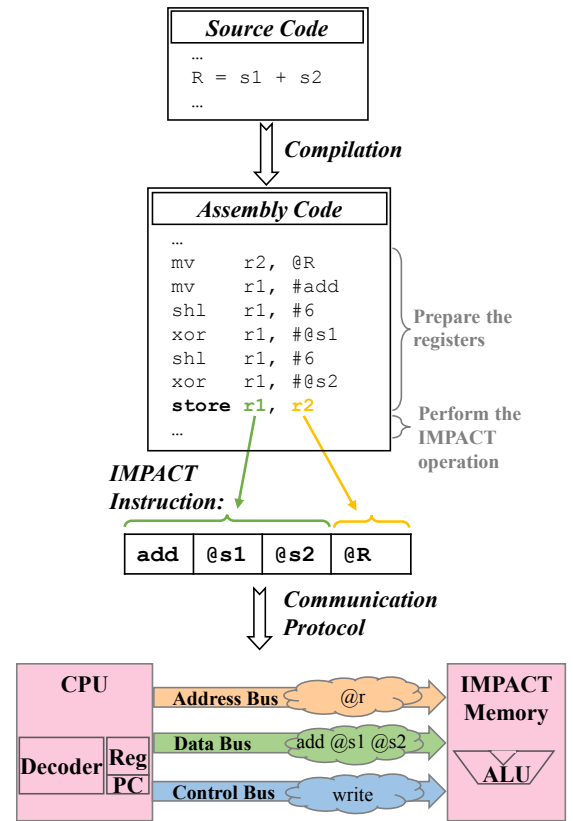 Source Code
…
R = s1 + s2
…
Compilation
Assembly Code
…
mv r2, @R
mv r1, #add
shl r1, #6
xor r1, #@s1
shl r1, #6
xor r1, #@s2
store r1, r2
…
Prepare the
registers
Perform the
IMPACT
operation
IMPACT
Instruction:
add @s1 @s2 @R
Communication
Protocol
CPU
Decoder
Reg
PC
Address Bus
@r
Data Bus
add @s1 @s2
Control Bus
write
IMPACT
Memory
ALU